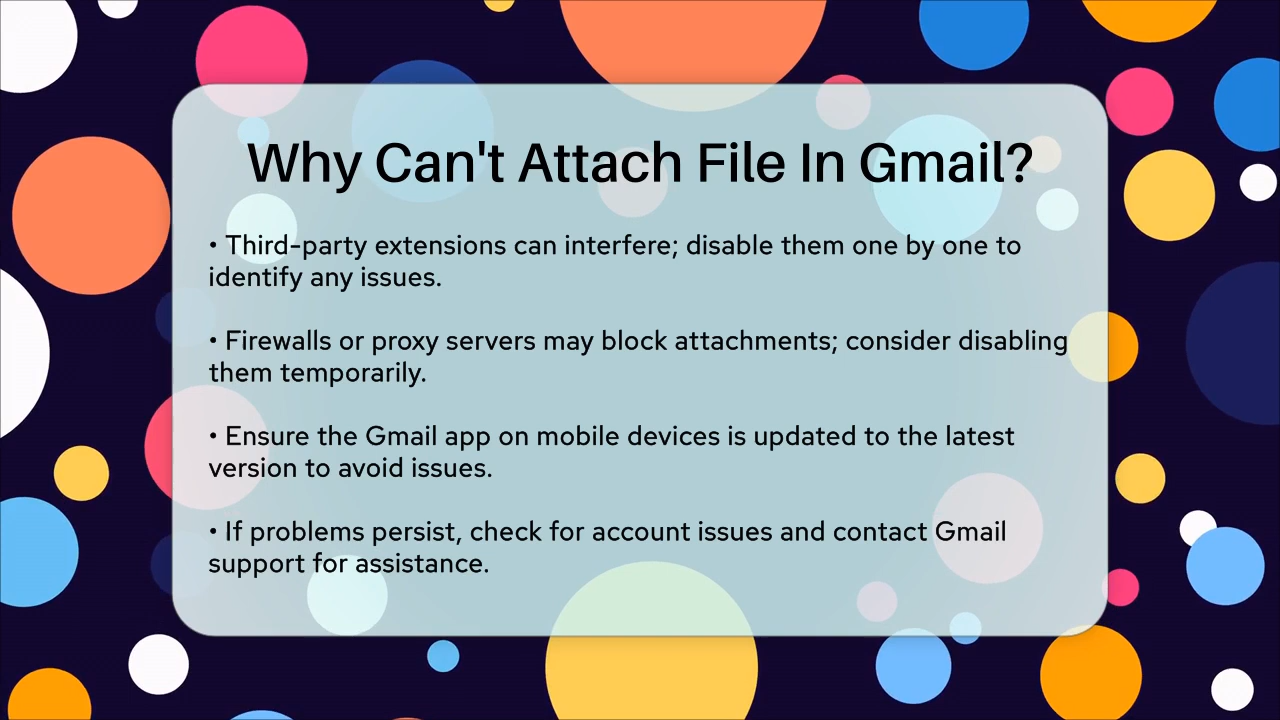 Why Can't Attach File In Gmail?
• Third-party extensions can interfere; disable them one by one to
identify any issues.
• Firewalls or proxy servers may block attachments; consider disabling
them temporarily.
• Ensure the Gmail app on mobile devices is updated to the latest
version to avoid issues.
• If problems persist, check for account issues and contact Gmail
support for assistance.